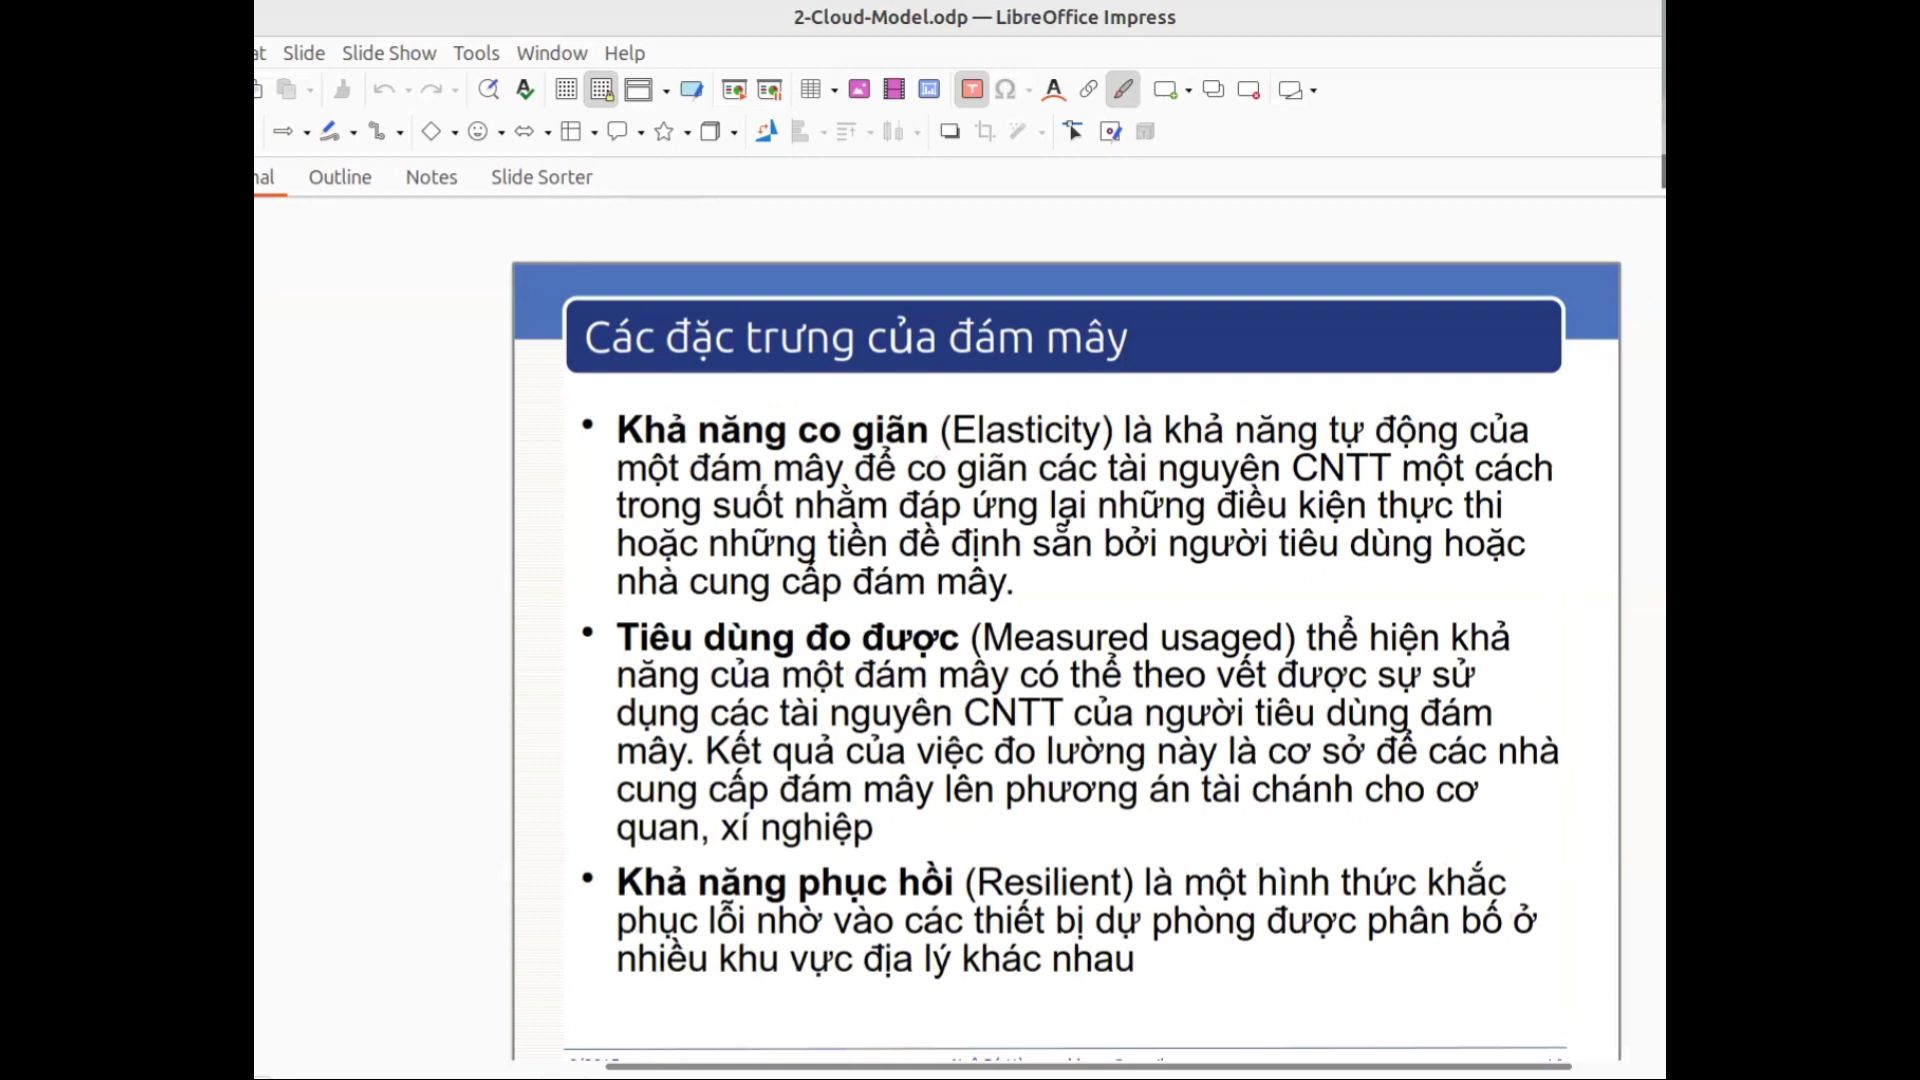 2-Cloud-Model.odp — LibreOffice Impress
Slide Slide Show Tools Window Help
Outline Notes Slide Sorter
Các đặc trưng của đám mây
• Khả năng co giãn (Elasticity) là khả năng tự động của
một đám mây để co giãn các tài nguyên CNTT một cách
trong suốt nhằm đáp ứng lại những điều kiện thực thi
hoặc những tiền đề định sẵn bởi người tiêu dùng hoặc
nhà cung cấp đám mây.
• Tiêu dùng đo được (Measured usaged) thể hiện khả
năng của một đám mây có thể theo vết được sự sử
dụng các tài nguyên CNTT của người tiêu dùng đám
mây. Kết quả của việc đo lường này là cơ sở để các nhà
cung cấp đám mây lên phương án tài chánh cho cơ
quan, xí nghiệp
• Khả năng phục hồi (Resilient) là một hình thức khắc
phục lỗi nhờ vào các thiết bị dự phòng được phân bố ở
nhiều khu vực địa lý khác nhau